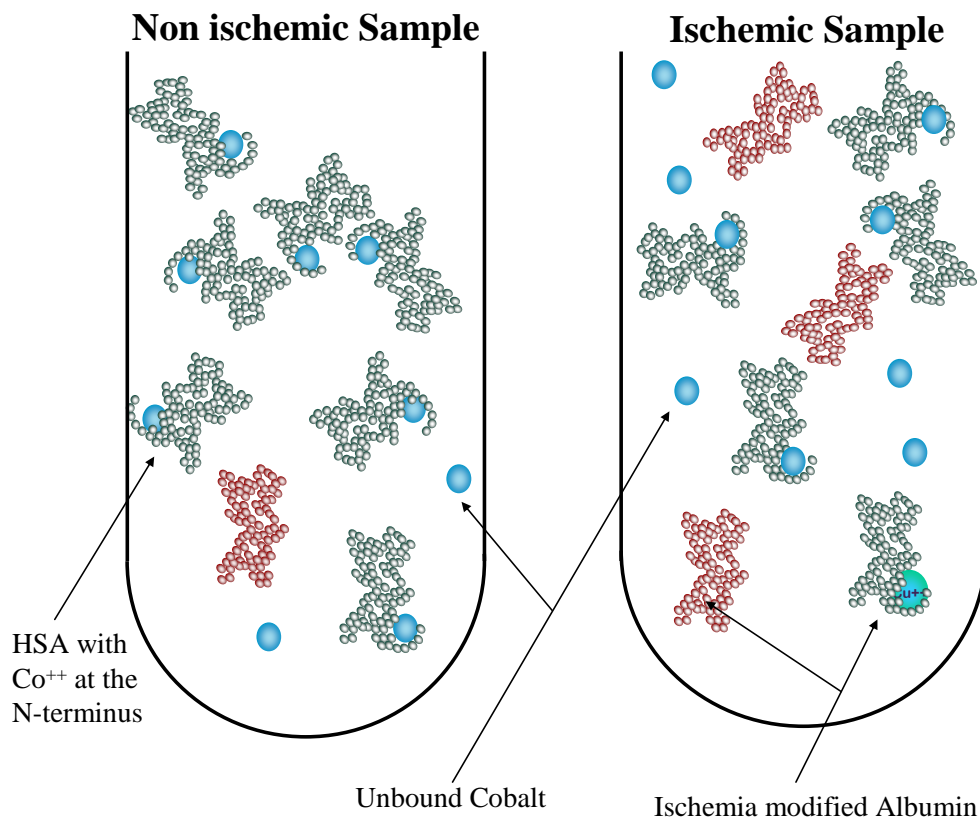 Non ischemic Sample
Ischemic Sample
u+
HSA with
Co⁺⁺ at the
N-terminus
Unbound Cobalt
Ischemia modified Albumin